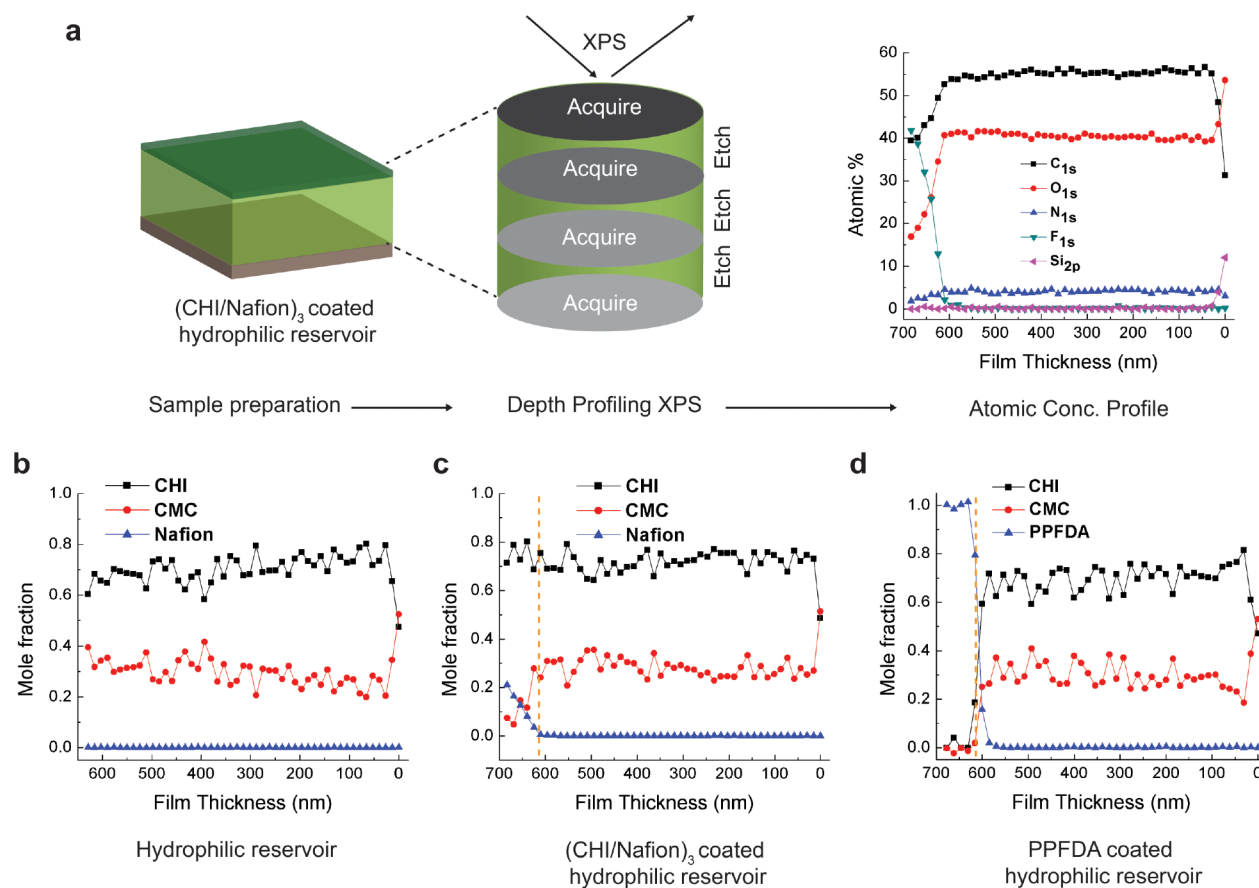 a
XPS
Acquire
Etch
Acquire
Etch
Acquire
Etch
Acquire
(CHI/Nafion)3 coated
hydrophilic reservoir
60
50
40
30
20
10
0
Atomic %
C1s
O1s
N1s
F1s
Si2p
700 600 500 400 300 200 100 0
Film Thickness (nm)
Sample preparation
Depth Profiling XPS
Atomic Conc. Profile
b
CHI
CMC
Nafion
1.0
0.8
0.6
0.4
0.2
0.0
Mole fraction
600 500 400 300 200 100 0
Film Thickness (nm)
Hydrophilic reservoir
c
CHI
CMC
Nafion
1.0
0.8
0.6
0.4
0.2
0.0
Mole fraction
700 600 500 400 300 200 100 0
Film Thickness (nm)
(CHI/Nafion)3 coated
hydrophilic reservoir
d
CHI
CMC
PPFDA
1.0
0.8
0.6
0.4
0.2
0.0
Mole fraction
700 600 500 400 300 200 100 0
Film Thickness (nm)
PPFDA coated
hydrophilic reservoir